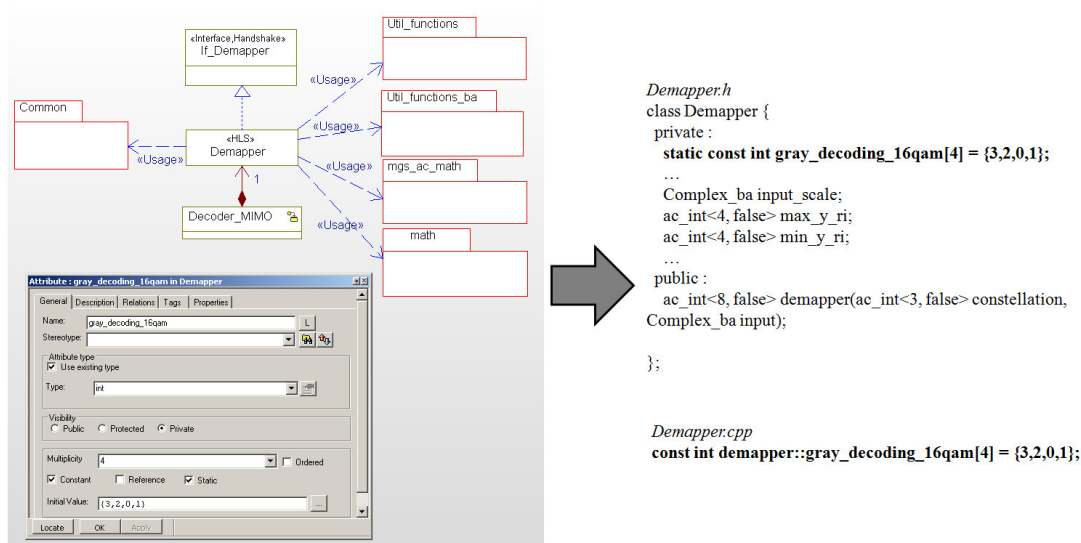 Util_functions
«Interface,Handshake»
If_Demapper
«Usage»
Common
Util_functions_ba
«Usage»
«HLS»
Demapper
«Usage»
«Usage»
mgs_ac_math
1
Decoder_MIMO
«Usage»
math
Attribute : gray_decoding_16qam in Demapper
General Description Relations Tags Properties
Name: gray_decoding_16qam L
Stereotype:
Attribute type
Use existing type
Type: int
Visibility
Public Protected Private
Multiplicity 4 Ordered
Constant Reference Static
Initial Value: {3,2,0,1} ...
Locate OK Apply
Demapper.h
class Demapper {
private :
static const int gray_decoding_16qam[4] = {3,2,0,1};
…
Complex_ba input_scale;
ac_int<4, false> max_y_ri;
ac_int<4, false> min_y_ri;
…
public :
ac_int<8, false> demapper(ac_int<3, false> constellation,
Complex_ba input);
};
Demapper.cpp
const int demapper::gray_decoding_16qam[4] = {3,2,0,1};